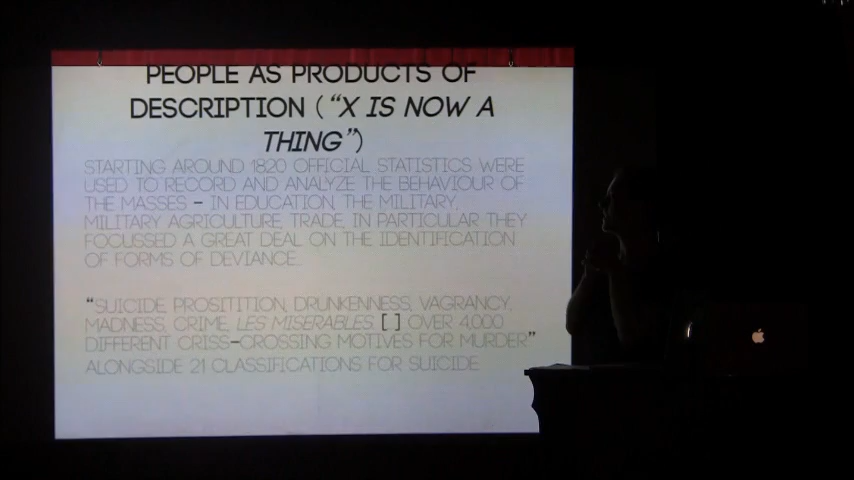 PEOPLE AS PRODUCTS OF
DESCRIPTION ("X IS NOW A
THING")
STARTING AROUND 1820 OFFICIAL STATISTICS WERE
USED TO RECORD AND ANALYZE THE BEHAVIOUR OF
THE MASSES – IN EDUCATION, THE MILITARY,
MILITARY AGRICULTURE, TRADE, IN PARTICULAR THEY
FOCUSSED A GREAT DEAL ON THE IDENTIFICATION
OF FORMS OF DEVIANCE...
"SUICIDE, PROSITITION, DRUNKENNESS, VAGRANCY,
MADNESS, CRIME, LES MISERABLES. [ ] OVER 4,000
DIFFERENT CRISS-CROSSING MOTIVES FOR MURDER"
ALONGSIDE 21 CLASSIFICATIONS FOR SUICIDE